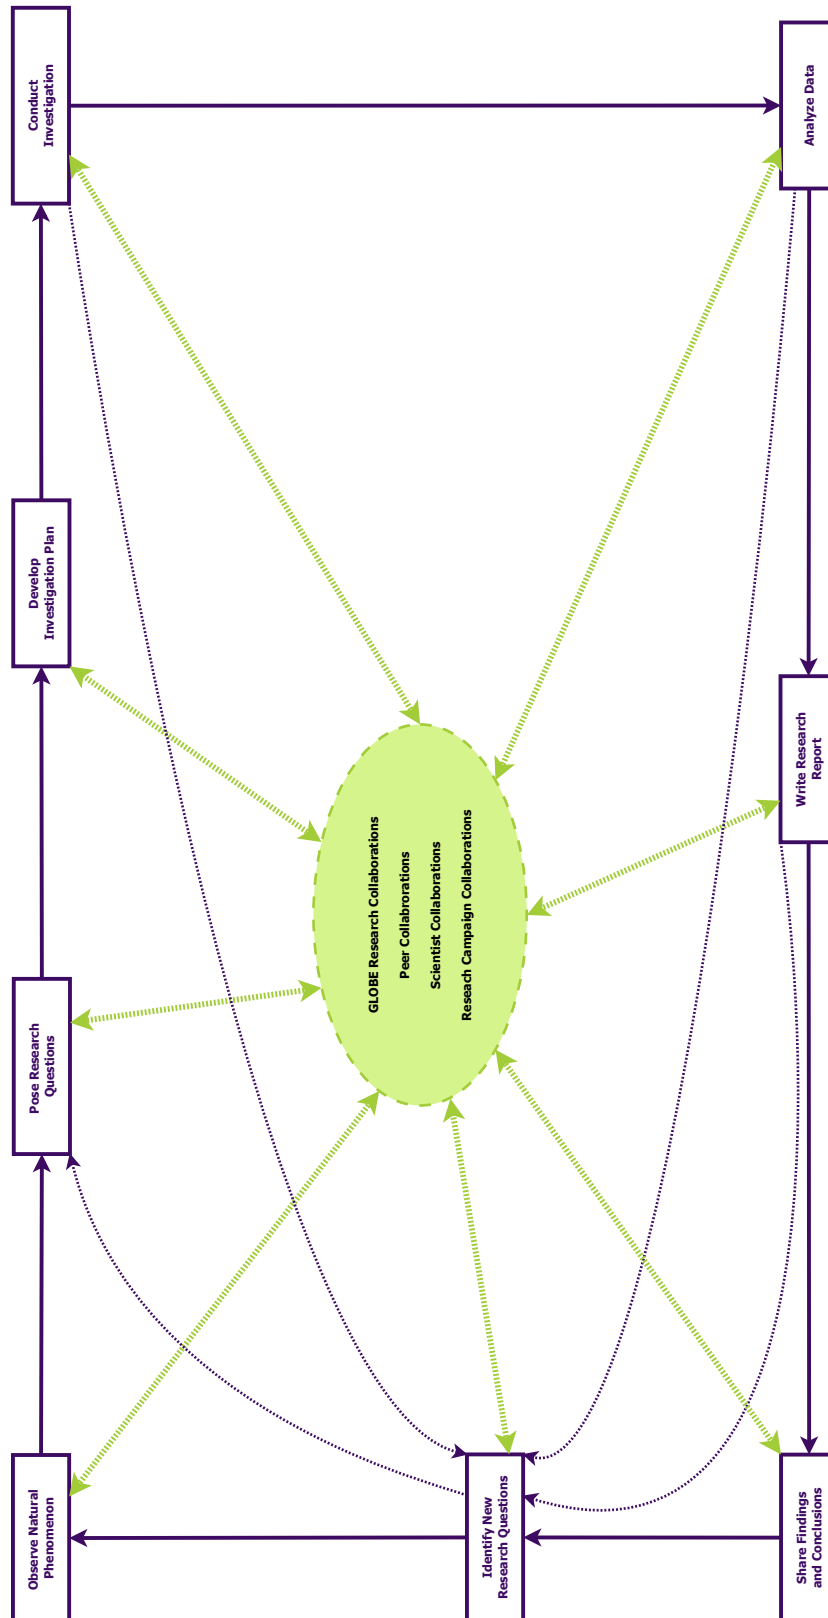 Observe Natural
Phenomenon
Pose Research
Questions
Develop
Investigation Plan
Conduct
Investigation
GLOBE Research Collaborations
Peer Collabrorations
Scientist Collaborations
Reseach Campaign Collaborations
Identify New
Research Questions
Share Findings
and Conclusions
Write Research
Report
Analyze Data